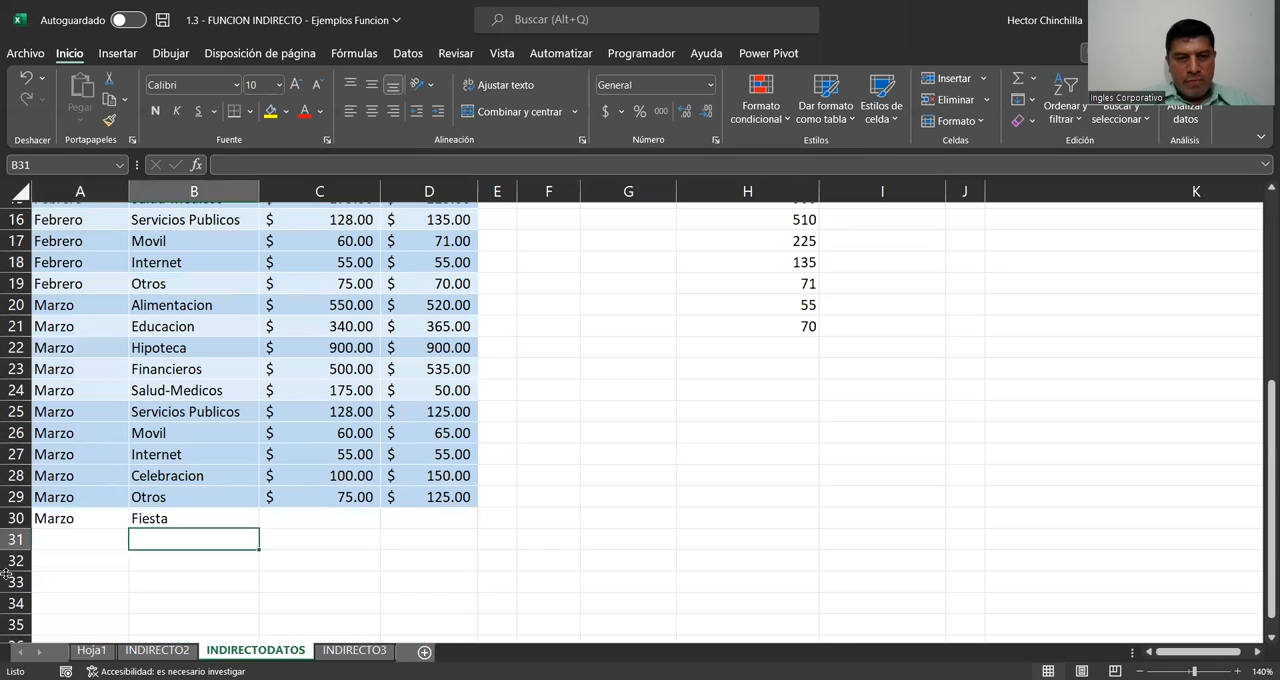 Autoguardado
1.3 - FUNCION INDIRECTO - Ejemplos Funcion
Buscar (Alt+Q)
Hector Chinchilla
Archivo Inicio Insertar Dibujar Disposición de página Fórmulas Datos Revisar Vista Automatizar Programador Ayuda Power Pivot
Ingles Corporativo
Pegar
Calibri 10
N K S
Ajustar texto
Combinar y centrar
General
$ % 000
Formato condicional
Dar formato como tabla
Estilos de celda
Insertar
Eliminar
Formato
Ordenar y filtrar
Buscar y seleccionar
Analizar datos
Deshacer Portapapeles Fuente Alineación Número Estilos Celdas Edición Análisis
B31 fx
A B C D E F G H I J K
16 Febrero Servicios Publicos $ 128.00 $ 135.00 510
17 Febrero Movil $ 60.00 $ 71.00 225
18 Febrero Internet $ 55.00 $ 55.00 135
19 Febrero Otros $ 75.00 $ 70.00 71
20 Marzo Alimentacion $ 550.00 $ 520.00 55
21 Marzo Educacion $ 340.00 $ 365.00 70
22 Marzo Hipoteca $ 900.00 $ 900.00
23 Marzo Financieros $ 500.00 $ 535.00
24 Marzo Salud-Medicos $ 175.00 $ 50.00
25 Marzo Servicios Publicos $ 128.00 $ 125.00
26 Marzo Movil $ 60.00 $ 65.00
27 Marzo Internet $ 55.00 $ 55.00
28 Marzo Celebracion $ 100.00 $ 150.00
29 Marzo Otros $ 75.00 $ 125.00
30 Marzo Fiesta
31
32
33
34
35
Hoja1 INDIRECTO2 INDIRECTODATOS INDIRECTO3
Listo Accesibilidad: es necesario investigar 140%